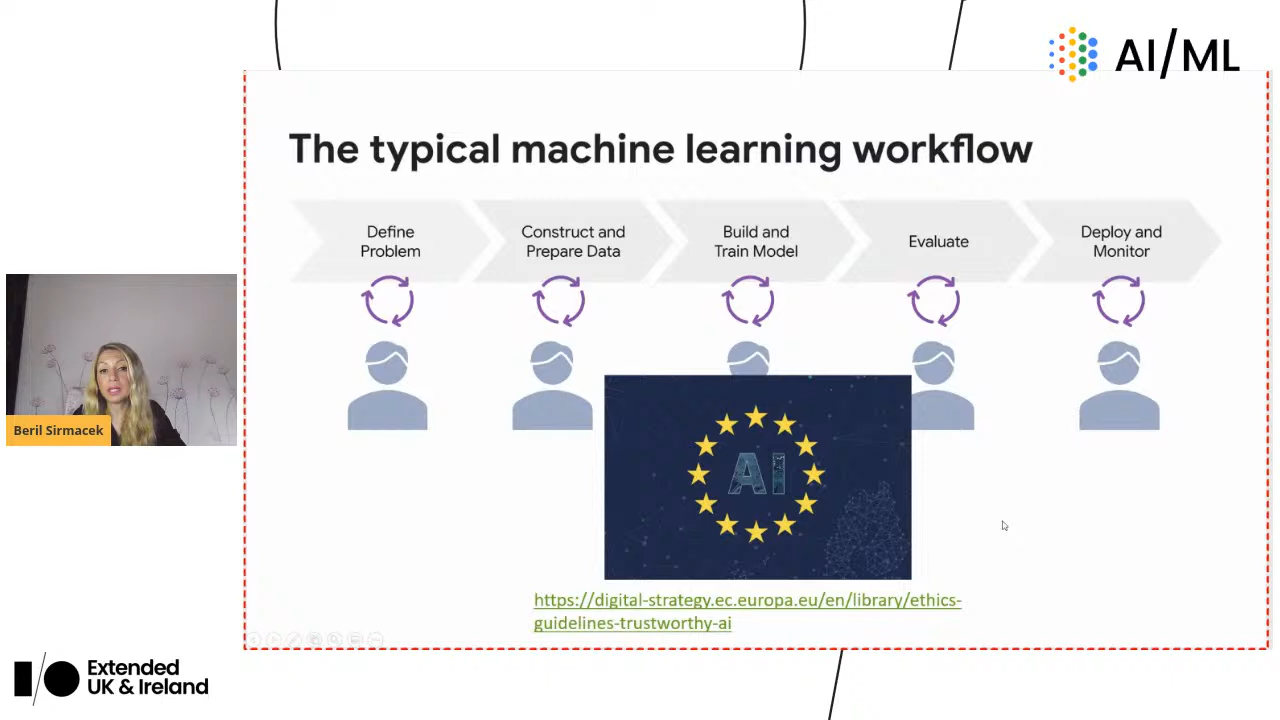 AI/ML
The typical machine learning workflow
Define
Problem
Construct and
Prepare Data
Build and
Train Model
Evaluate
Deploy and
Monitor
Beril Sirmacek
AI
https://digital-strategy.ec.europa.eu/en/library/ethics-
guidelines-trustworthy-ai
I/O Extended
UK & Ireland